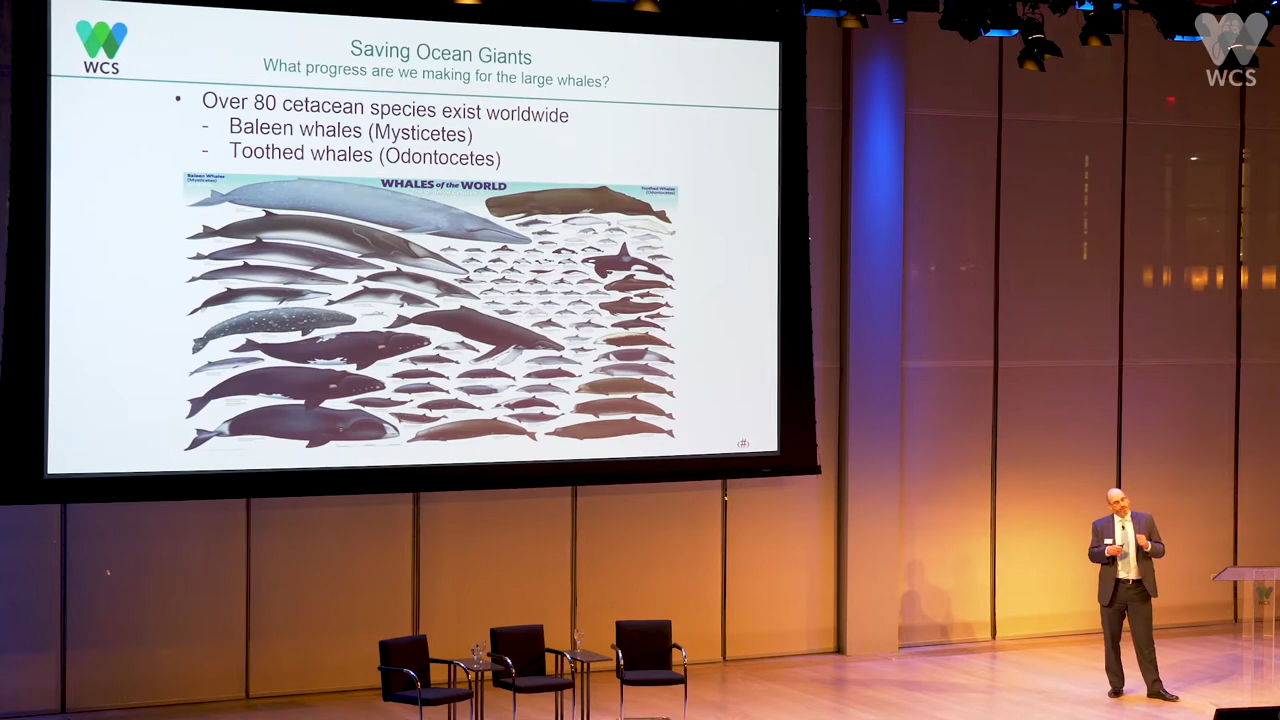 WCS
Saving Ocean Giants
What progress are we making for the large whales?
• Over 80 cetacean species exist worldwide
- Baleen whales (Mysticetes)
- Toothed whales (Odontocetes)
Baleen Whales
(Mysticetes)
WHALES of the WORLD
Toothed Whales
(Odontocetes)
‹#›
WCS
WCS